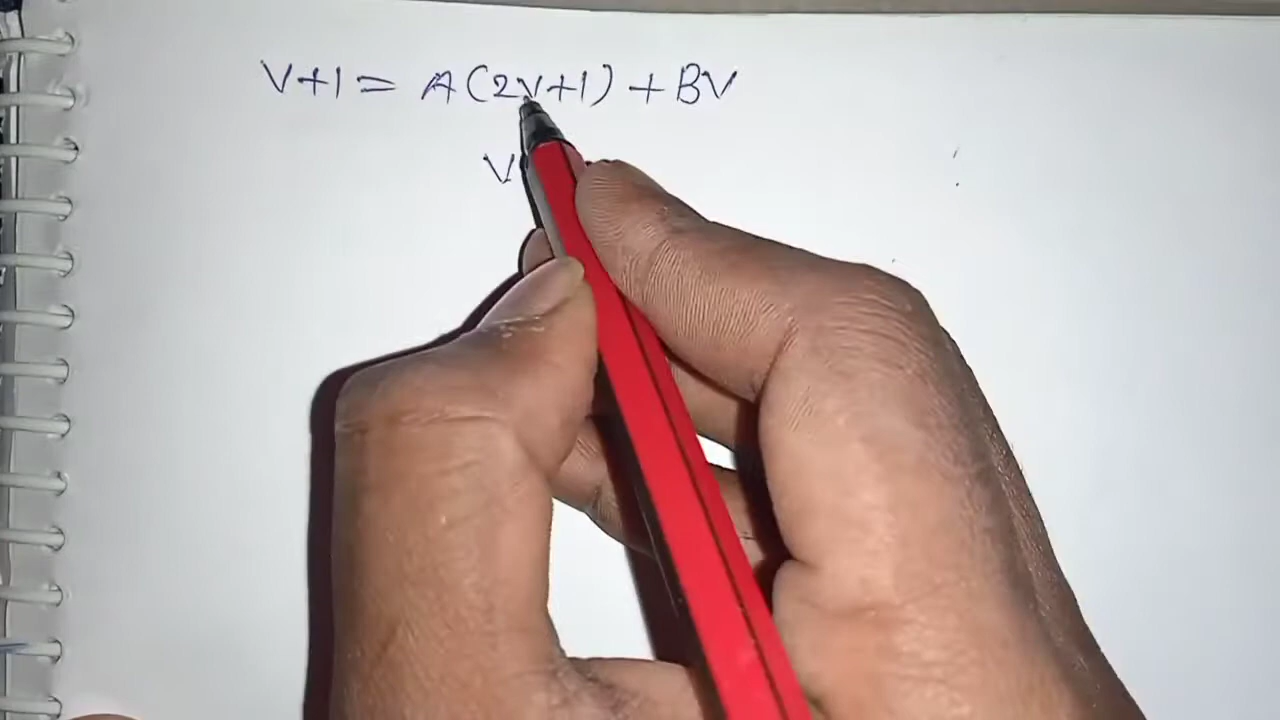 V+1 = A(2V+1) + BV
V